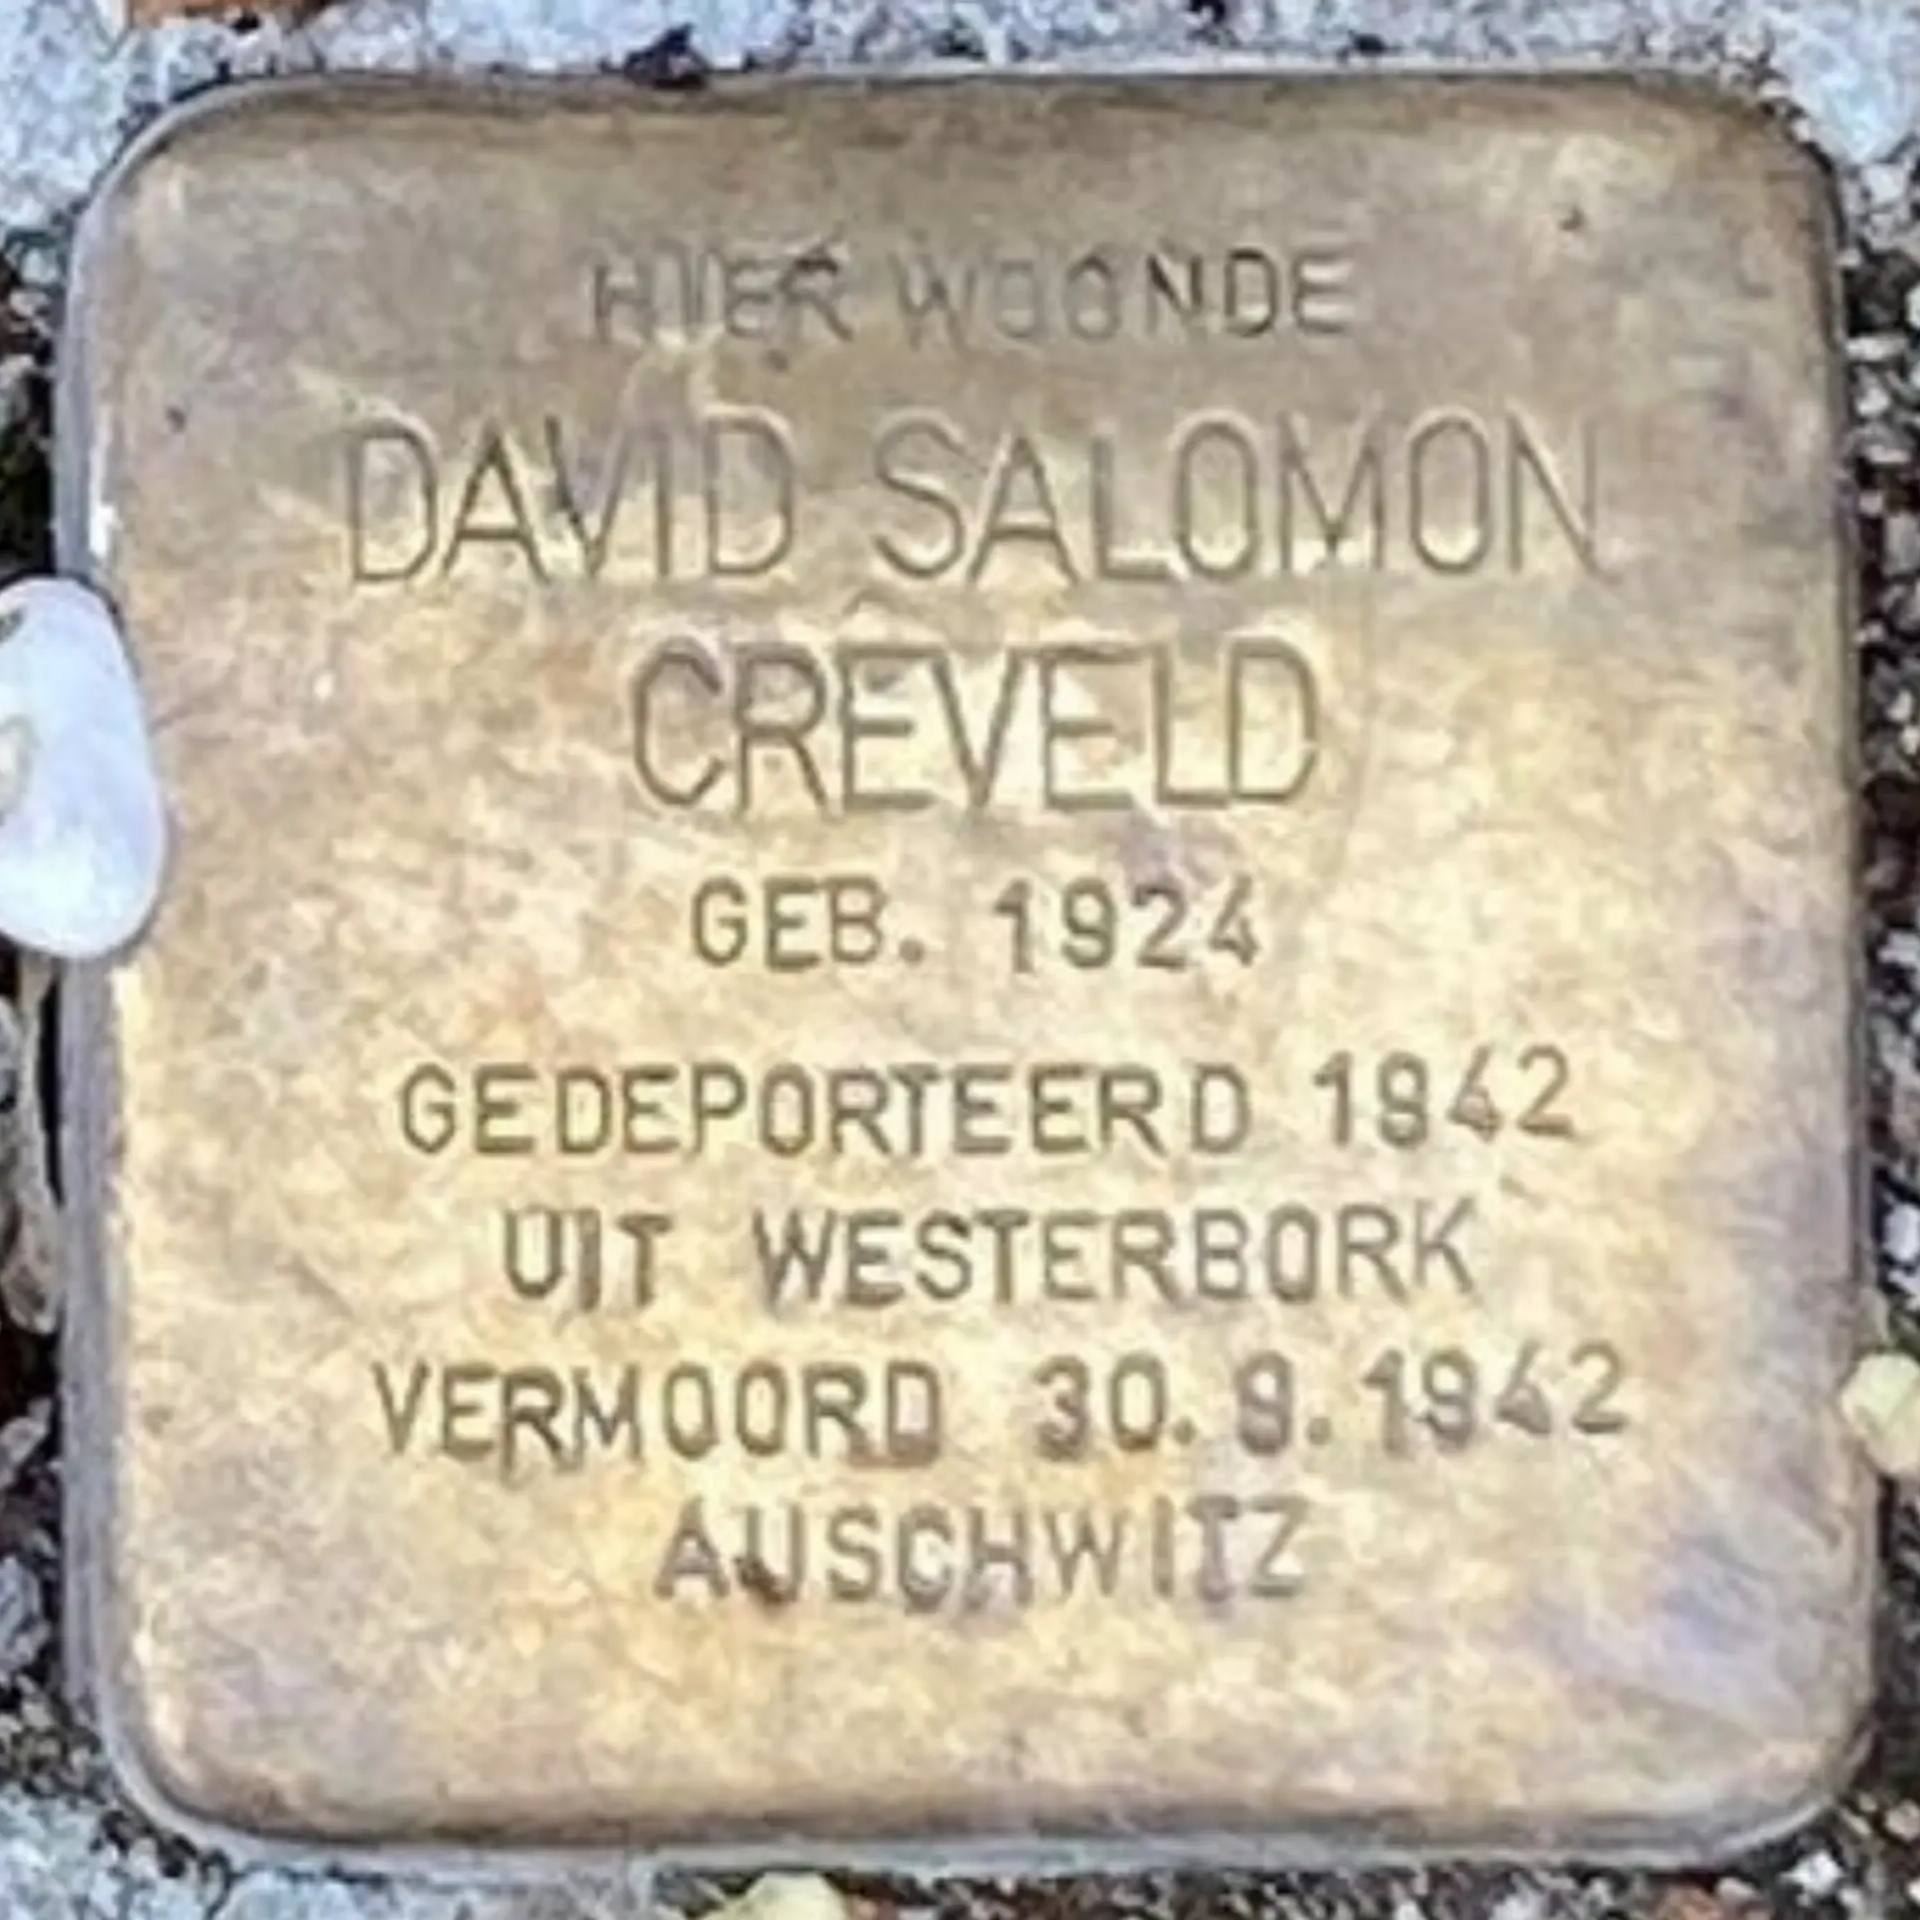 HIER WOONDE
DAVID SALOMON
CREVELD
GEB. 1924
GEDEPORTEERD 1942
UIT WESTERBORK
VERMOORD 30.9.1942
AUSCHWITZ